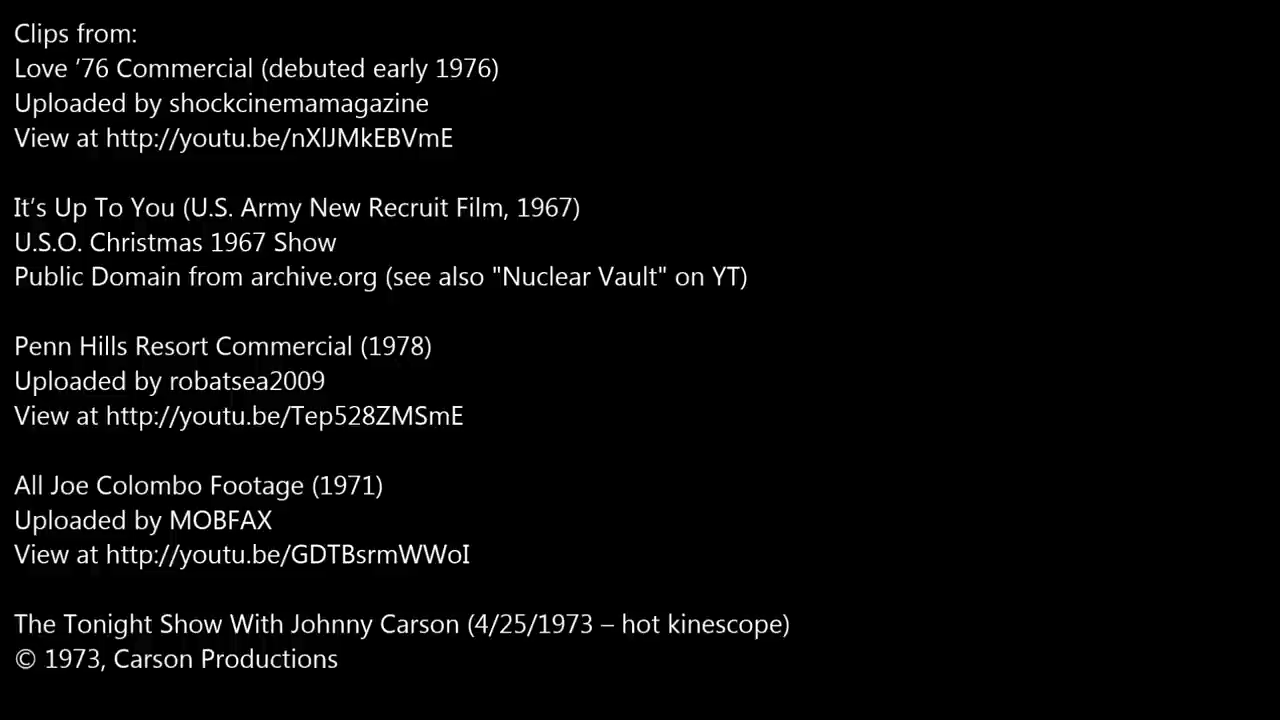 Clips from:
Love ’76 Commercial (debuted early 1976)
Uploaded by shockcinemamagazine
View at http://youtu.be/nXlJMkEBVmE
It’s Up To You (U.S. Army New Recruit Film, 1967)
U.S.O. Christmas 1967 Show
Public Domain from archive.org (see also "Nuclear Vault" on YT)
Penn Hills Resort Commercial (1978)
Uploaded by robatsea2009
View at http://youtu.be/Tep528ZMSmE
All Joe Colombo Footage (1971)
Uploaded by MOBFAX
View at http://youtu.be/GDTBsrmWWoI
The Tonight Show With Johnny Carson (4/25/1973 – hot kinescope)
© 1973, Carson Productions